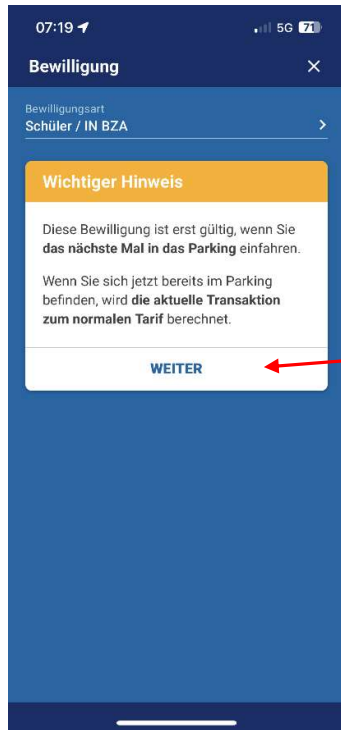 07:19 5G 71
Bewilligung
Bewilligungsart
Schüler / IN BZA
Wichtiger Hinweis
Diese Bewilligung ist erst gültig, wenn Sie
das nächste Mal in das Parking einfahren.
Wenn Sie sich jetzt bereits im Parking
befinden, wird die aktuelle Transaktion
zum normalen Tarif berechnet.
WEITER